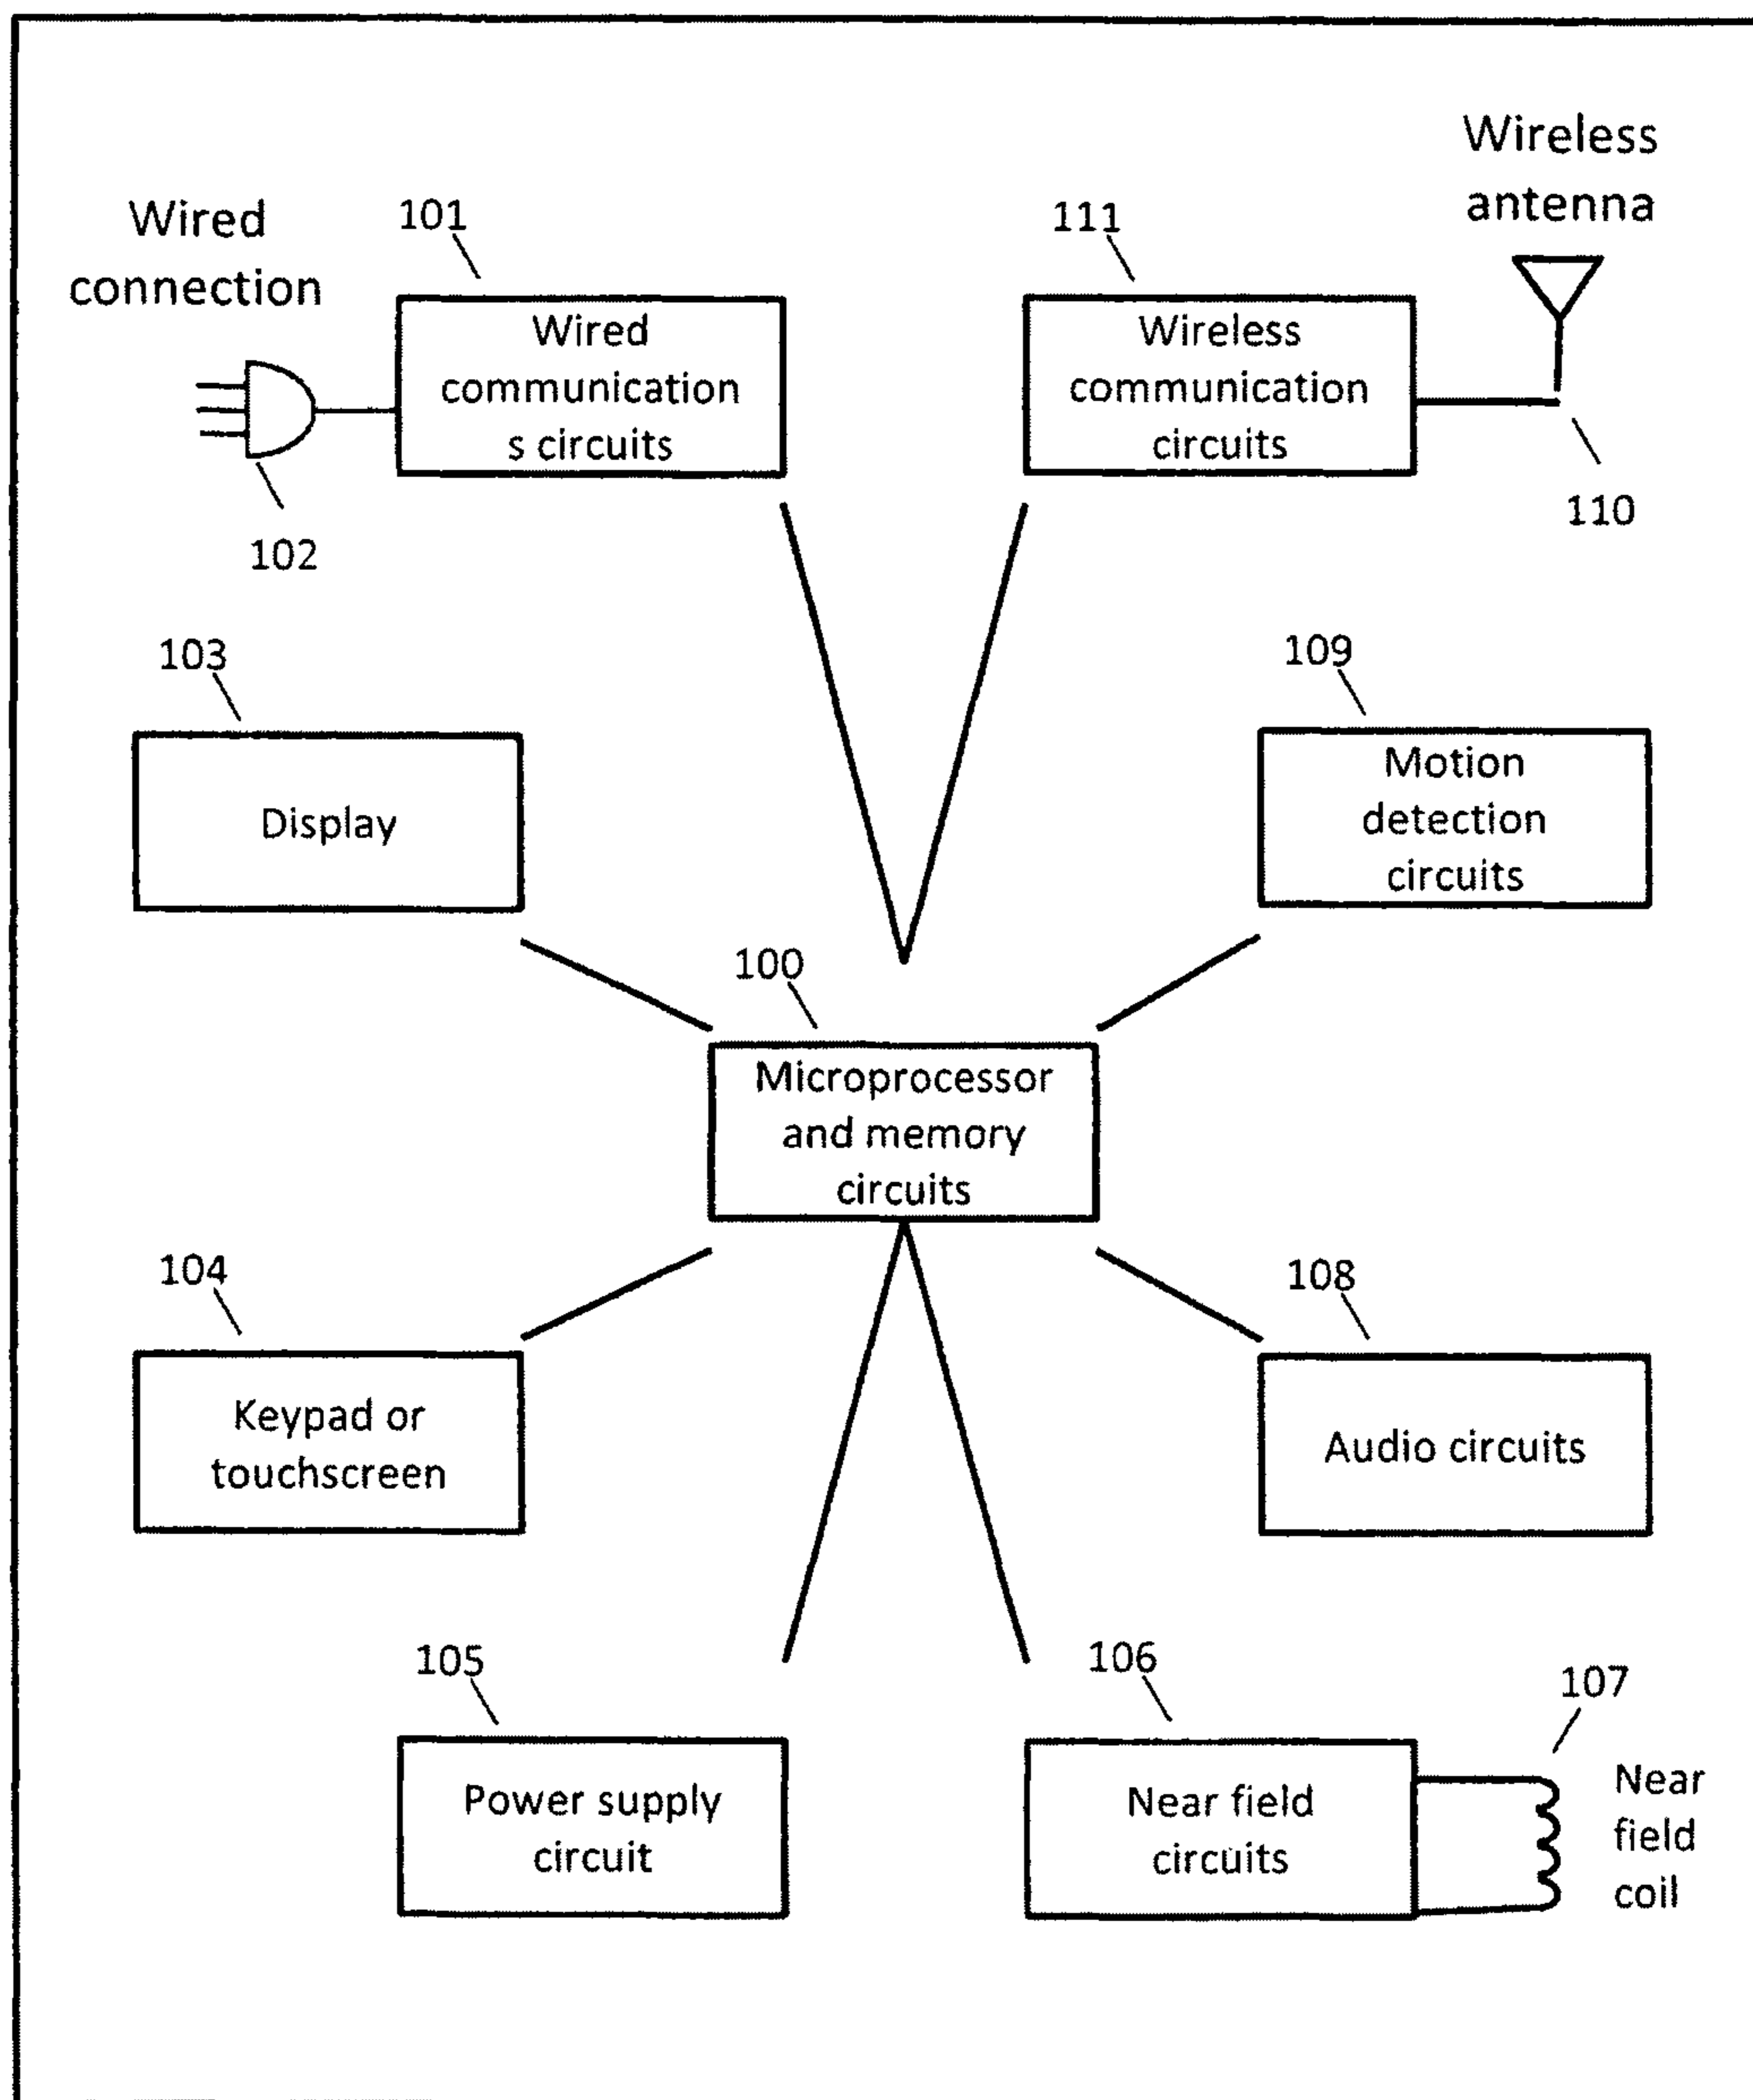 Wireless
antenna
Wired
connection
101
111
Wired
communication
s circuits
Wireless
communication
circuits
102
110
103
109
Display
Motion
detection
circuits
100
Microprocessor
and memory
circuits
104
108
Keypad or
touchscreen
Audio circuits
105
106
107
Power supply
circuit
Near field
circuits
Near
field
coil